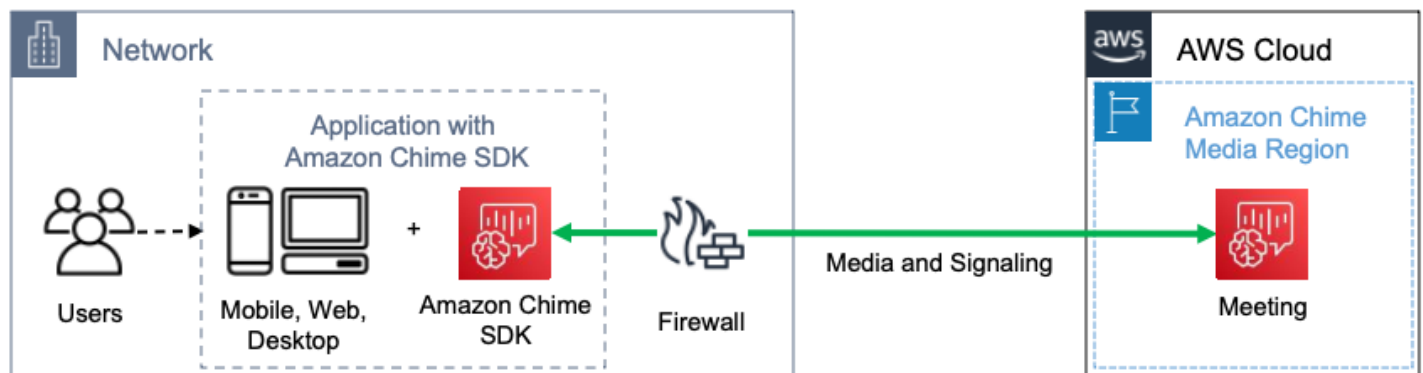 Network
Application with
Amazon Chime SDK
Users
Mobile, Web,
Desktop
+
Amazon Chime
SDK
Firewall
Media and Signaling
aws
AWS Cloud
Amazon Chime
Media Region
Meeting